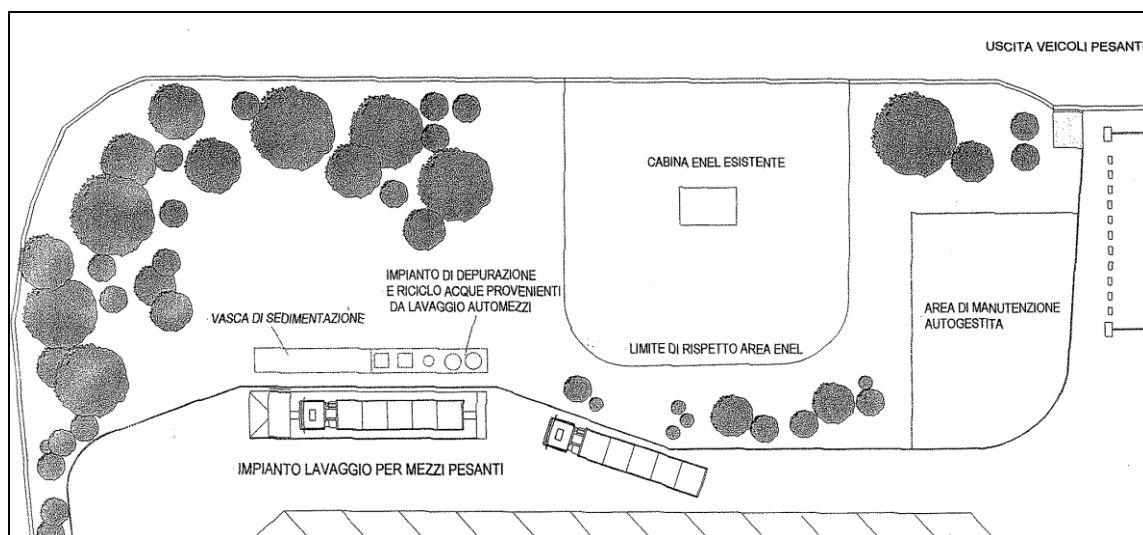 USCITA VEICOLI PESANTI
CABINA ENEL ESISTENTE
IMPIANTO DI DEPURAZIONE
E RICICLO ACQUE PROVENIENTI
DA LAVAGGIO AUTOMEZZI
VASCA DI SEDIMENTAZIONE
AREA DI MANUTENZIONE
AUTOGESTITA
LIMITE DI RISPETTO AREA ENEL
IMPIANTO LAVAGGIO PER MEZZI PESANTI